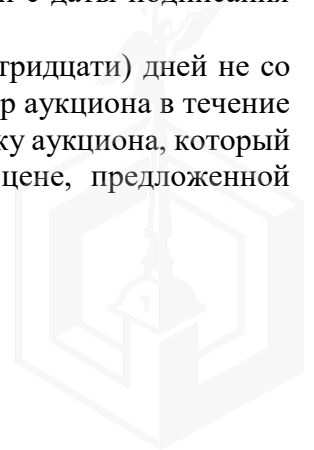 с даты подписания
тридцати) дней не со
р аукциона в течение
ку аукциона, который
цене, предложенной